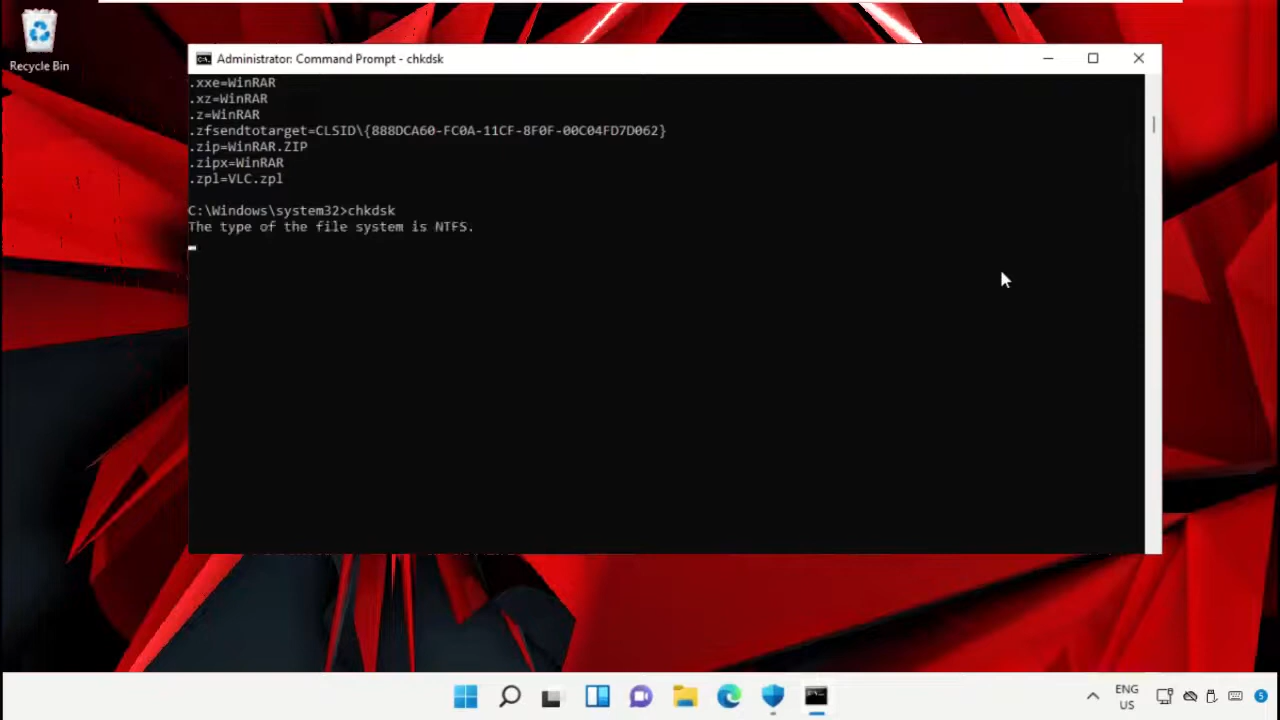 Recycle Bin
Administrator: Command Prompt - chkdsk
.xxe=WinRAR
.xz=WinRAR
.z=WinRAR
.zfsendtotarget=CLSID\{888DCA60-FC0A-11CF-8F0F-00C04FD7D062}
.zip=WinRAR.ZIP
.zipx=WinRAR
.zpl=VLC.zpl
C:\Windows\system32>chkdsk
The type of the file system is NTFS.
ENG
US
5